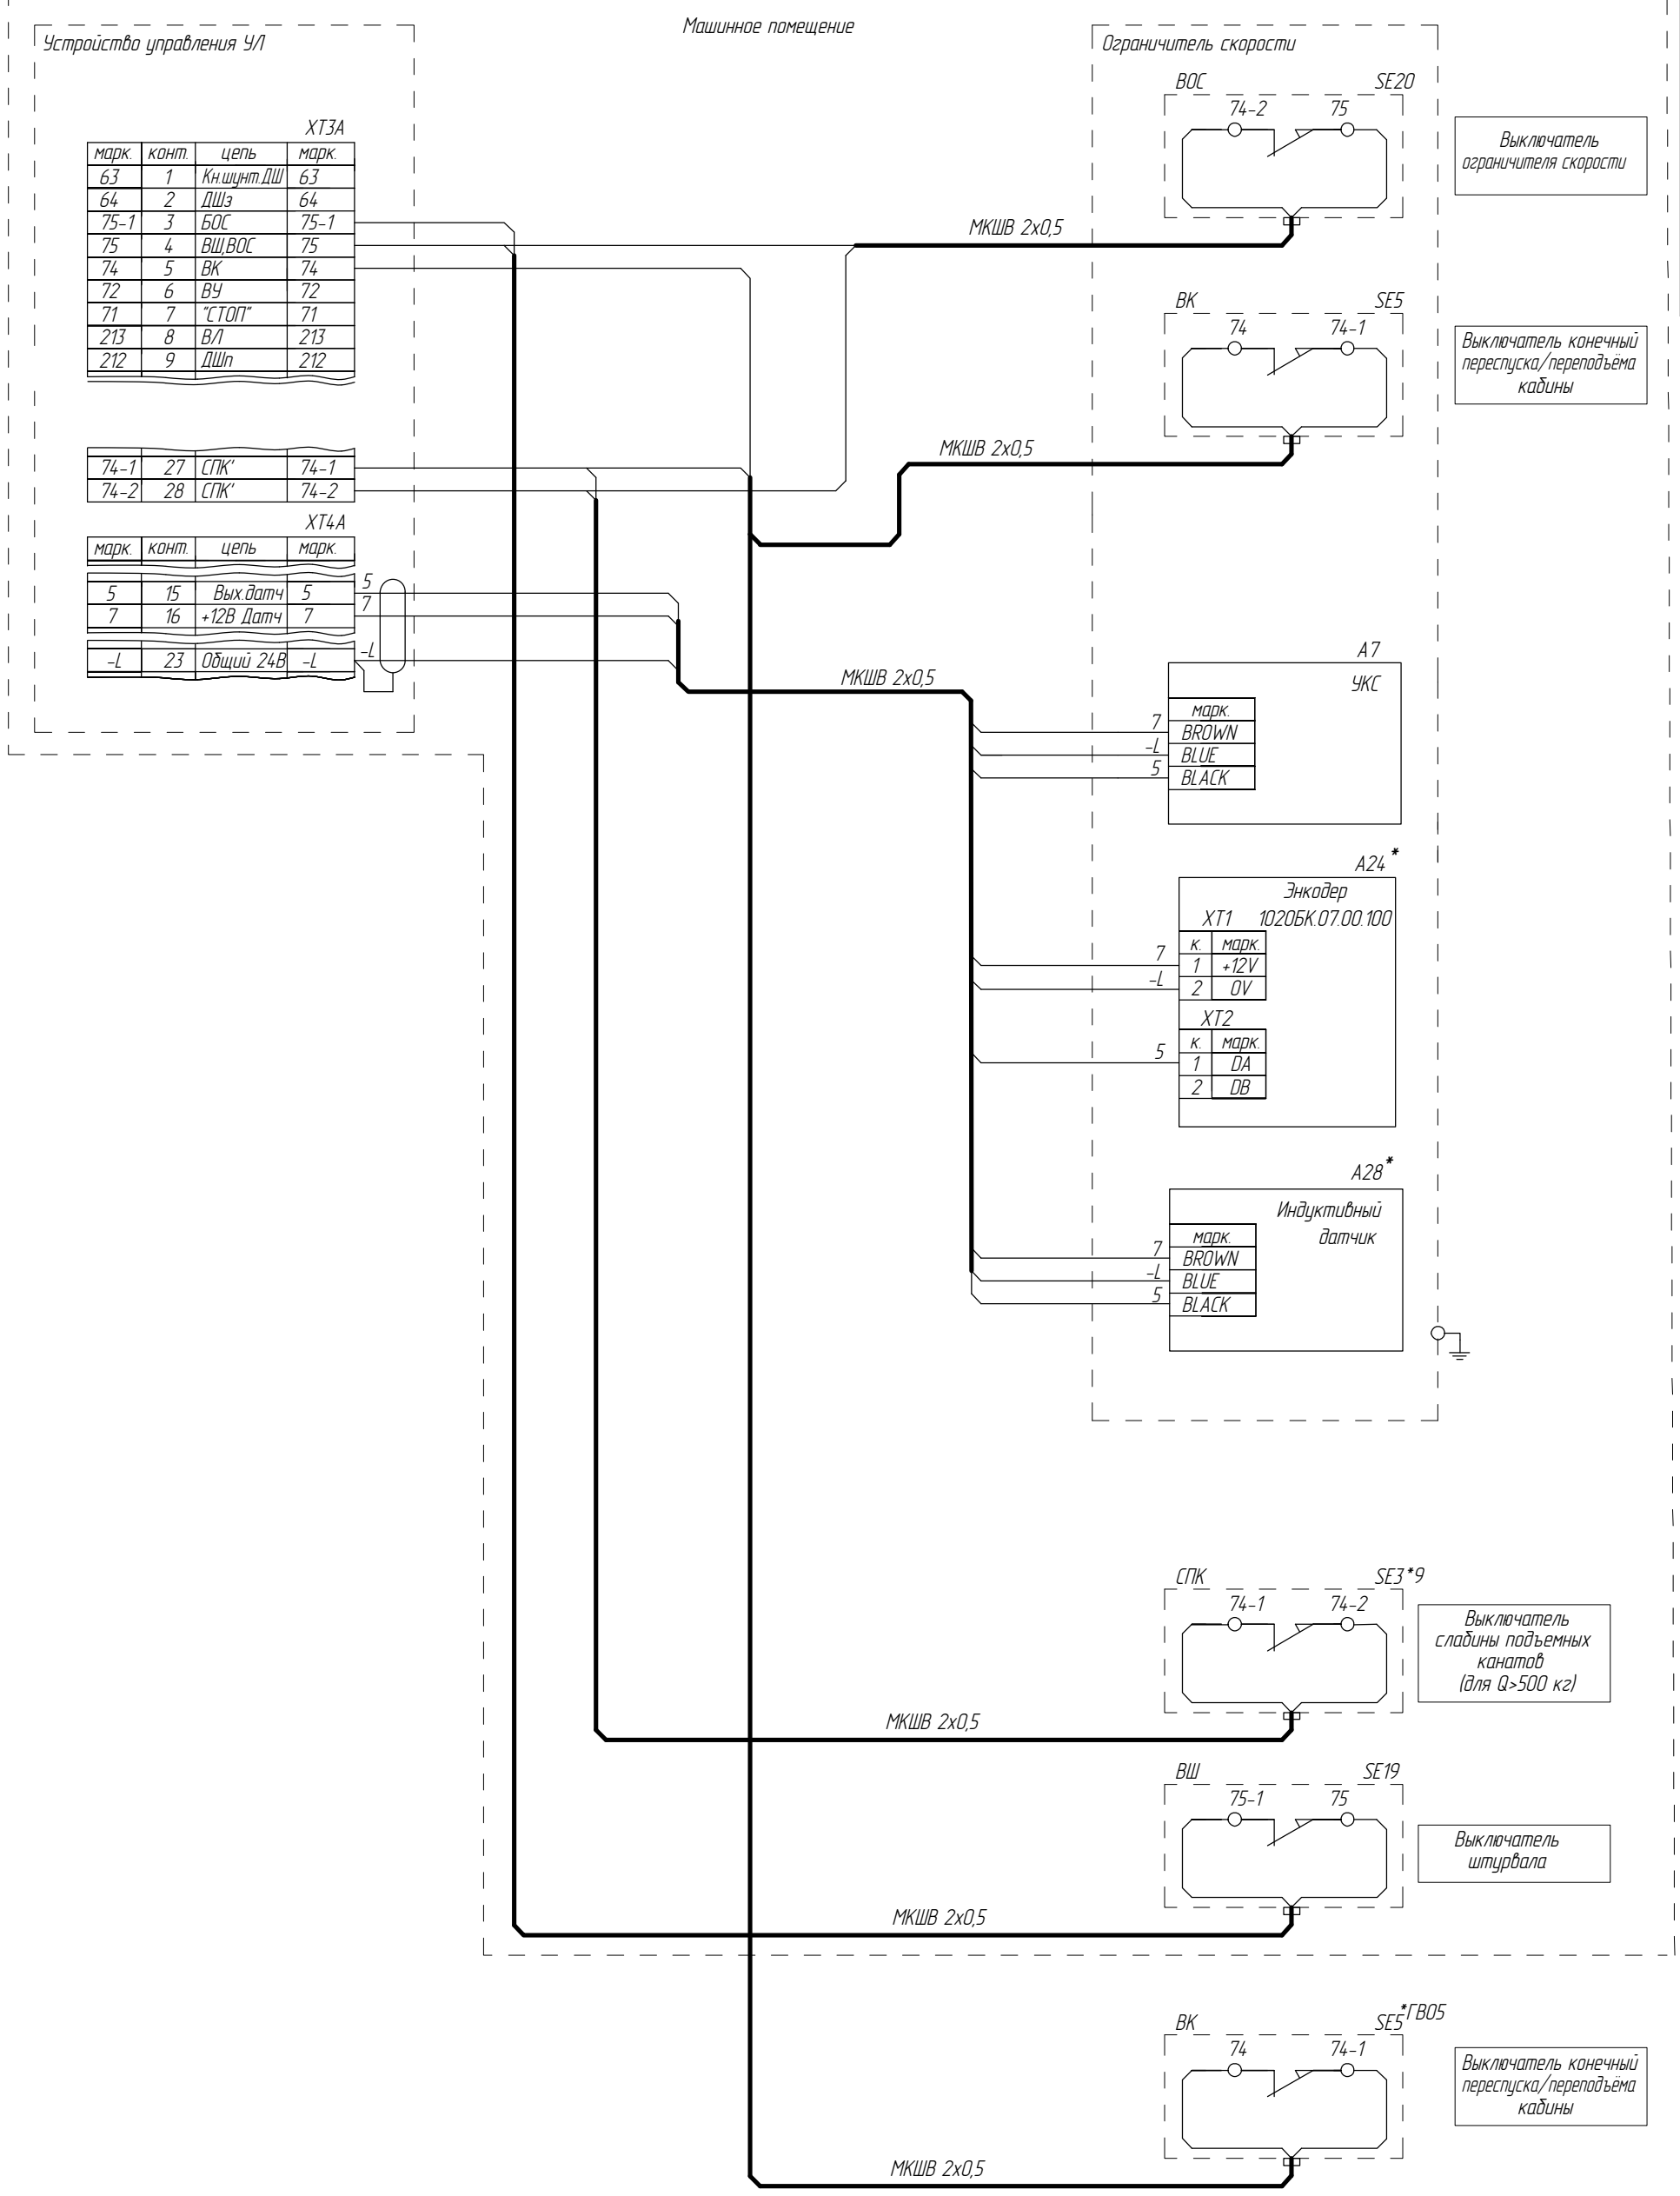 Машинное помещение
Устройство управления УЛ
XT3A
марк. конт. цепь марк.
63 1 Кн.шунт.ДШ 63
64 2 ДШз 64
75-1 3 БОС 75-1
75 4 ВШ,ВОС 75
74 5 ВК 74
72 6 ВУ 72
71 7 "СТОП" 71
213 8 ВЛ 213
212 9 ДШп 212
74-1 27 СПК' 74-1
74-2 28 СПК' 74-2
XT4A
марк. конт. цепь марк.
5 15 Вых.датч 5
7 16 +12В Датч 7
-L 23 Общий 24В -L
5
7
-L
МКШВ 2x0,5
МКШВ 2x0,5
МКШВ 2x0,5
Ограничитель скорости
ВОС SE20
74-2 75
Выключатель
ограничителя скорости
ВК SE5
74 74-1
Выключатель конечный
переспуска/переподъёма
кабины
A7
УКС
марк.
7 BROWN
-L BLUE
5 BLACK
A24*
Энкодер
XT1 1020БК.07.00.100
к. марк.
7 1 +12V
-L 2 0V
XT2
к. марк.
5 1 DA
2 DB
A28*
Индуктивный
датчик
марк.
7 BROWN
-L BLUE
5 BLACK
СПК SE3*9
74-1 74-2
Выключатель
слабины подъемных
канатов
(для Q>500 кг)
МКШВ 2x0,5
ВШ SE19
75-1 75
Выключатель
штурвала
МКШВ 2x0,5
ВК SE5*ГВ05
74 74-1
Выключатель конечный
переспуска/переподъёма
кабины
МКШВ 2x0,5